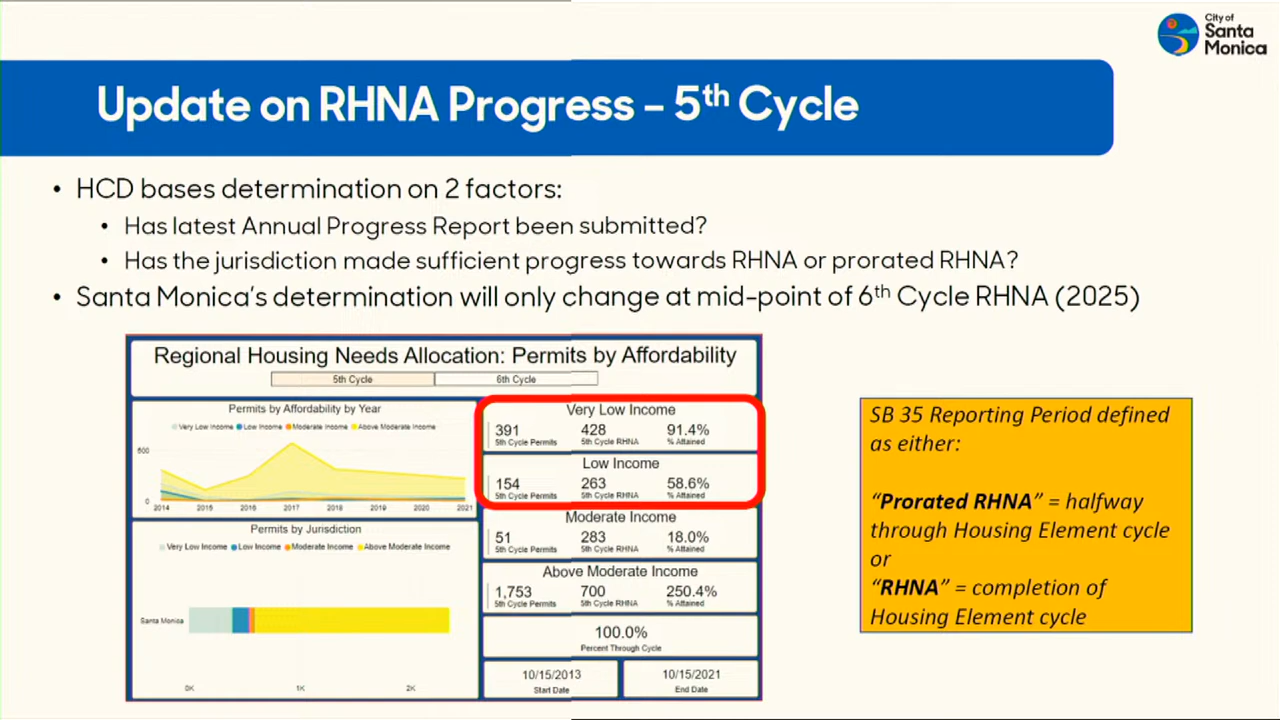 City of
Santa
Monica
Update on RHNA Progress – 5th Cycle
• HCD bases determination on 2 factors:
• Has latest Annual Progress Report been submitted?
• Has the jurisdiction made sufficient progress towards RHNA or prorated RHNA?
• Santa Monica's determination will only change at mid-point of 6th Cycle RHNA (2025)
Regional Housing Needs Allocation: Permits by Affordability
5th Cycle 6th Cycle
Permits by Affordability by Year
Very Low Income Low Income Moderate Income Above Moderate Income
500
0
2014 2015 2016 2017 2018 2019 2020 2021
Permits by Jurisdiction
Very Low Income Low Income Moderate Income Above Moderate Income
Santa Monica
0K 1K 2K
Very Low Income
391 428 91.4%
5th Cycle Permits 5th Cycle RHNA % Attained
Low Income
154 263 58.6%
5th Cycle Permits 5th Cycle RHNA % Attained
Moderate Income
51 283 18.0%
5th Cycle Permits 5th Cycle RHNA % Attained
Above Moderate Income
1,753 700 250.4%
5th Cycle Permits 5th Cycle RHNA % Attained
100.0%
Percent Through Cycle
10/15/2013 10/15/2021
Start Date End Date
SB 35 Reporting Period defined
as either:
"Prorated RHNA" = halfway
through Housing Element cycle
or
"RHNA" = completion of
Housing Element cycle